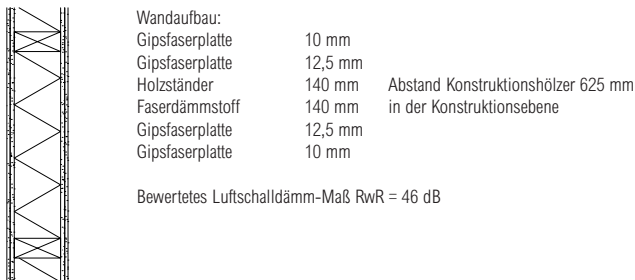 Wandaufbau:
Gipsfaserplatte 10 mm
Gipsfaserplatte 12,5 mm
Holzständer 140 mm Abstand Konstruktionshölzer 625 mm
Faserdämmstoff 140 mm in der Konstruktionsebene
Gipsfaserplatte 12,5 mm
Gipsfaserplatte 10 mm
Bewertetes Luftschalldämm-Maß RwR = 46 dB